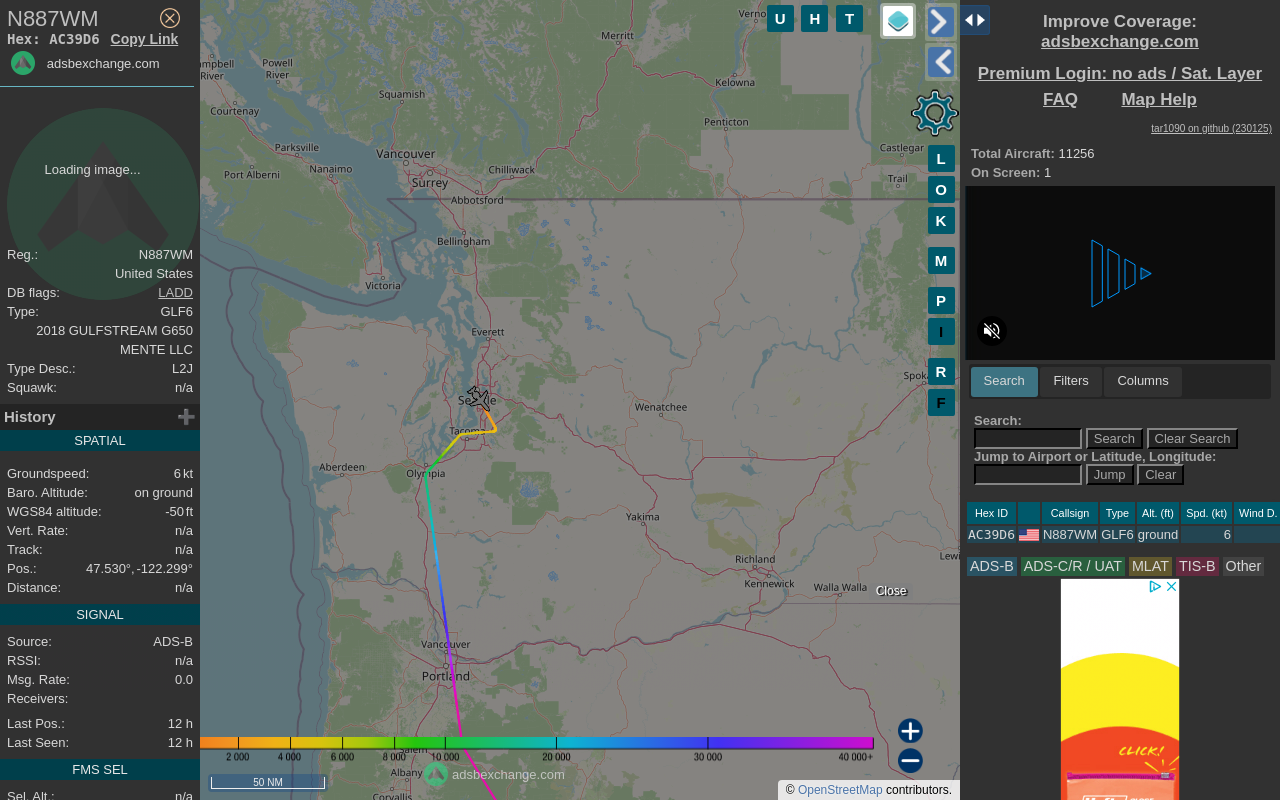 N887WM
Hex: AC39D6 Copy Link
adsbexchange.com
Loading image...
Reg.: N887WM
United States
DB flags: LADD
Type: GLF6
2018 GULFSTREAM G650
MENTE LLC
Type Desc.: L2J
Squawk: n/a
History
SPATIAL
Groundspeed: 6 kt
Baro. Altitude: on ground
WGS84 altitude: -50 ft
Vert. Rate: n/a
Track: n/a
Pos.: 47.530°, -122.299°
Distance: n/a
SIGNAL
Source: ADS-B
RSSI: n/a
Msg. Rate: 0.0
Receivers:
Last Pos.: 12 h
Last Seen: 12 h
FMS SEL
Sel. Alt.: n/a
U H T
Merritt
Powell
River
River
Squamish
Kelowna
Courtenay
Penticton
Parksville
Vancouver
Castlegar
Nanaimo
Chilliwack
Port Alberni
Surrey
Trail
Abbotsford
Bellingham
Victoria
Everett
Wenatchee
Tacoma
Aberdeen
Olympia
Yakima
Richland
Kennewick
Walla Walla
Vancouver
Portland
Salem
Albany
Corvallis
L
O
K
M
P
I
R
F
Close
2 000 4 000 6 000 8 000 10 000 20 000 30 000 40 000+
adsbexchange.com
50 NM
© OpenStreetMap contributors.
Improve Coverage:
adsbexchange.com
Premium Login: no ads / Sat. Layer
FAQ Map Help
tar1090 on github (230125)
Total Aircraft: 11256
On Screen: 1
Search Filters Columns
Search:
Search Clear Search
Jump to Airport or Latitude, Longitude:
Jump Clear
Hex ID Callsign Type Alt. (ft) Spd. (kt) Wind D.
AC39D6 N887WM GLF6 ground 6
ADS-B ADS-C/R / UAT MLAT TIS-B Other
CLICK!